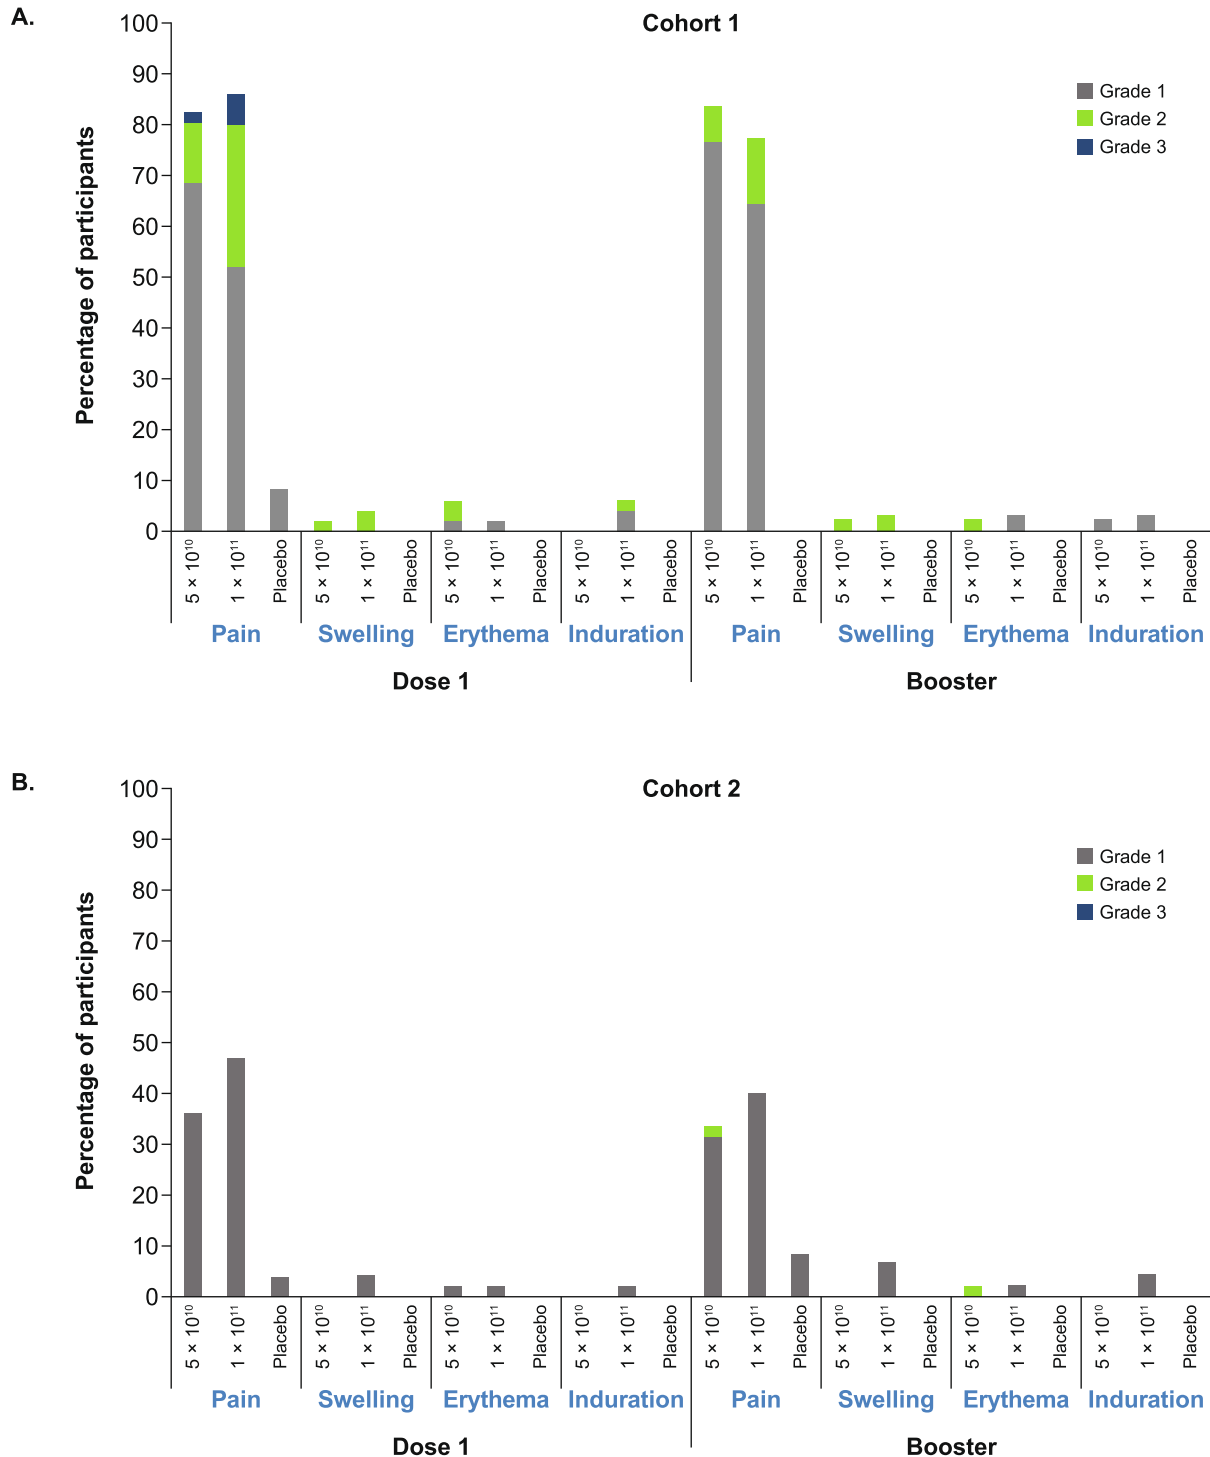 A.
Cohort 1
100
90
80
70
60
50
40
30
20
10
0
Percentage of participants
Grade 1
Grade 2
Grade 3
5 × 10¹⁰ 1 × 10¹¹ Placebo 5 × 10¹⁰ 1 × 10¹¹ Placebo 5 × 10¹⁰ 1 × 10¹¹ Placebo 5 × 10¹⁰ 1 × 10¹¹ Placebo 5 × 10¹⁰ 1 × 10¹¹ Placebo 5 × 10¹⁰ 1 × 10¹¹ Placebo 5 × 10¹⁰ 1 × 10¹¹ Placebo 5 × 10¹⁰ 1 × 10¹¹ Placebo
Pain Swelling Erythema Induration Pain Swelling Erythema Induration
Dose 1 Booster
B.
Cohort 2
100
90
80
70
60
50
40
30
20
10
0
Percentage of participants
Grade 1
Grade 2
Grade 3
5 × 10¹⁰ 1 × 10¹¹ Placebo 5 × 10¹⁰ 1 × 10¹¹ Placebo 5 × 10¹⁰ 1 × 10¹¹ Placebo 5 × 10¹⁰ 1 × 10¹¹ Placebo 5 × 10¹⁰ 1 × 10¹¹ Placebo 5 × 10¹⁰ 1 × 10¹¹ Placebo 5 × 10¹⁰ 1 × 10¹¹ Placebo 5 × 10¹⁰ 1 × 10¹¹ Placebo
Pain Swelling Erythema Induration Pain Swelling Erythema Induration
Dose 1 Booster